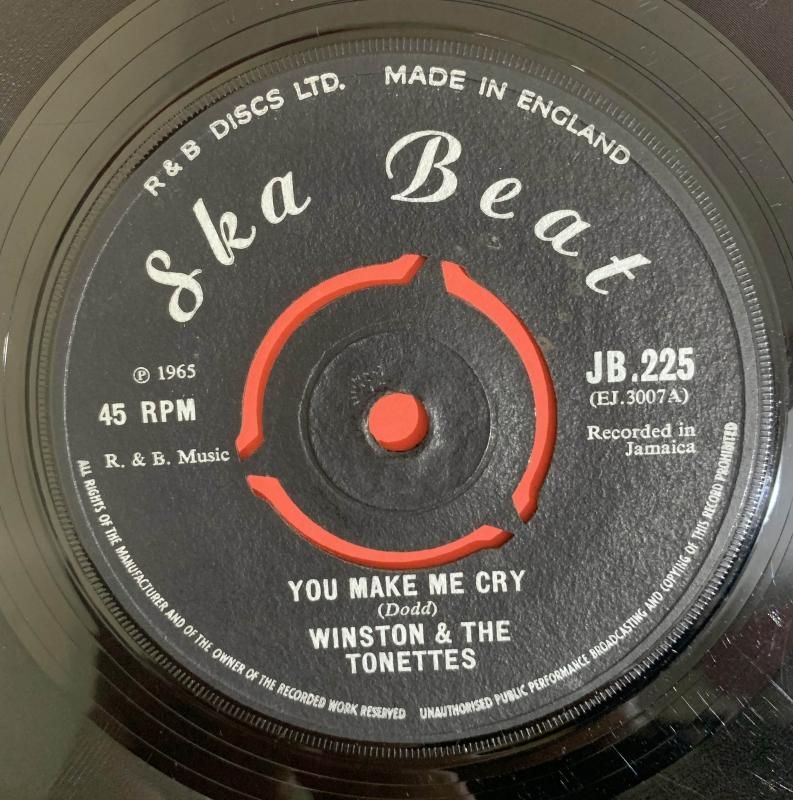 R & B DISCS LTD. MADE IN ENGLAND
Ska Beat
℗ 1965
45 RPM
R. & B. Music
JB.225
(EJ.3007A)
Recorded in
Jamaica
YOU MAKE ME CRY
(Dodd)
WINSTON & THE
TONETTES
ALL RIGHTS OF THE MANUFACTURER AND OF THE OWNER OF THE RECORDED WORK RESERVED UNAUTHORISED PUBLIC PERFORMANCE BROADCASTING AND COPYING OF THIS RECORD PROHIBITED